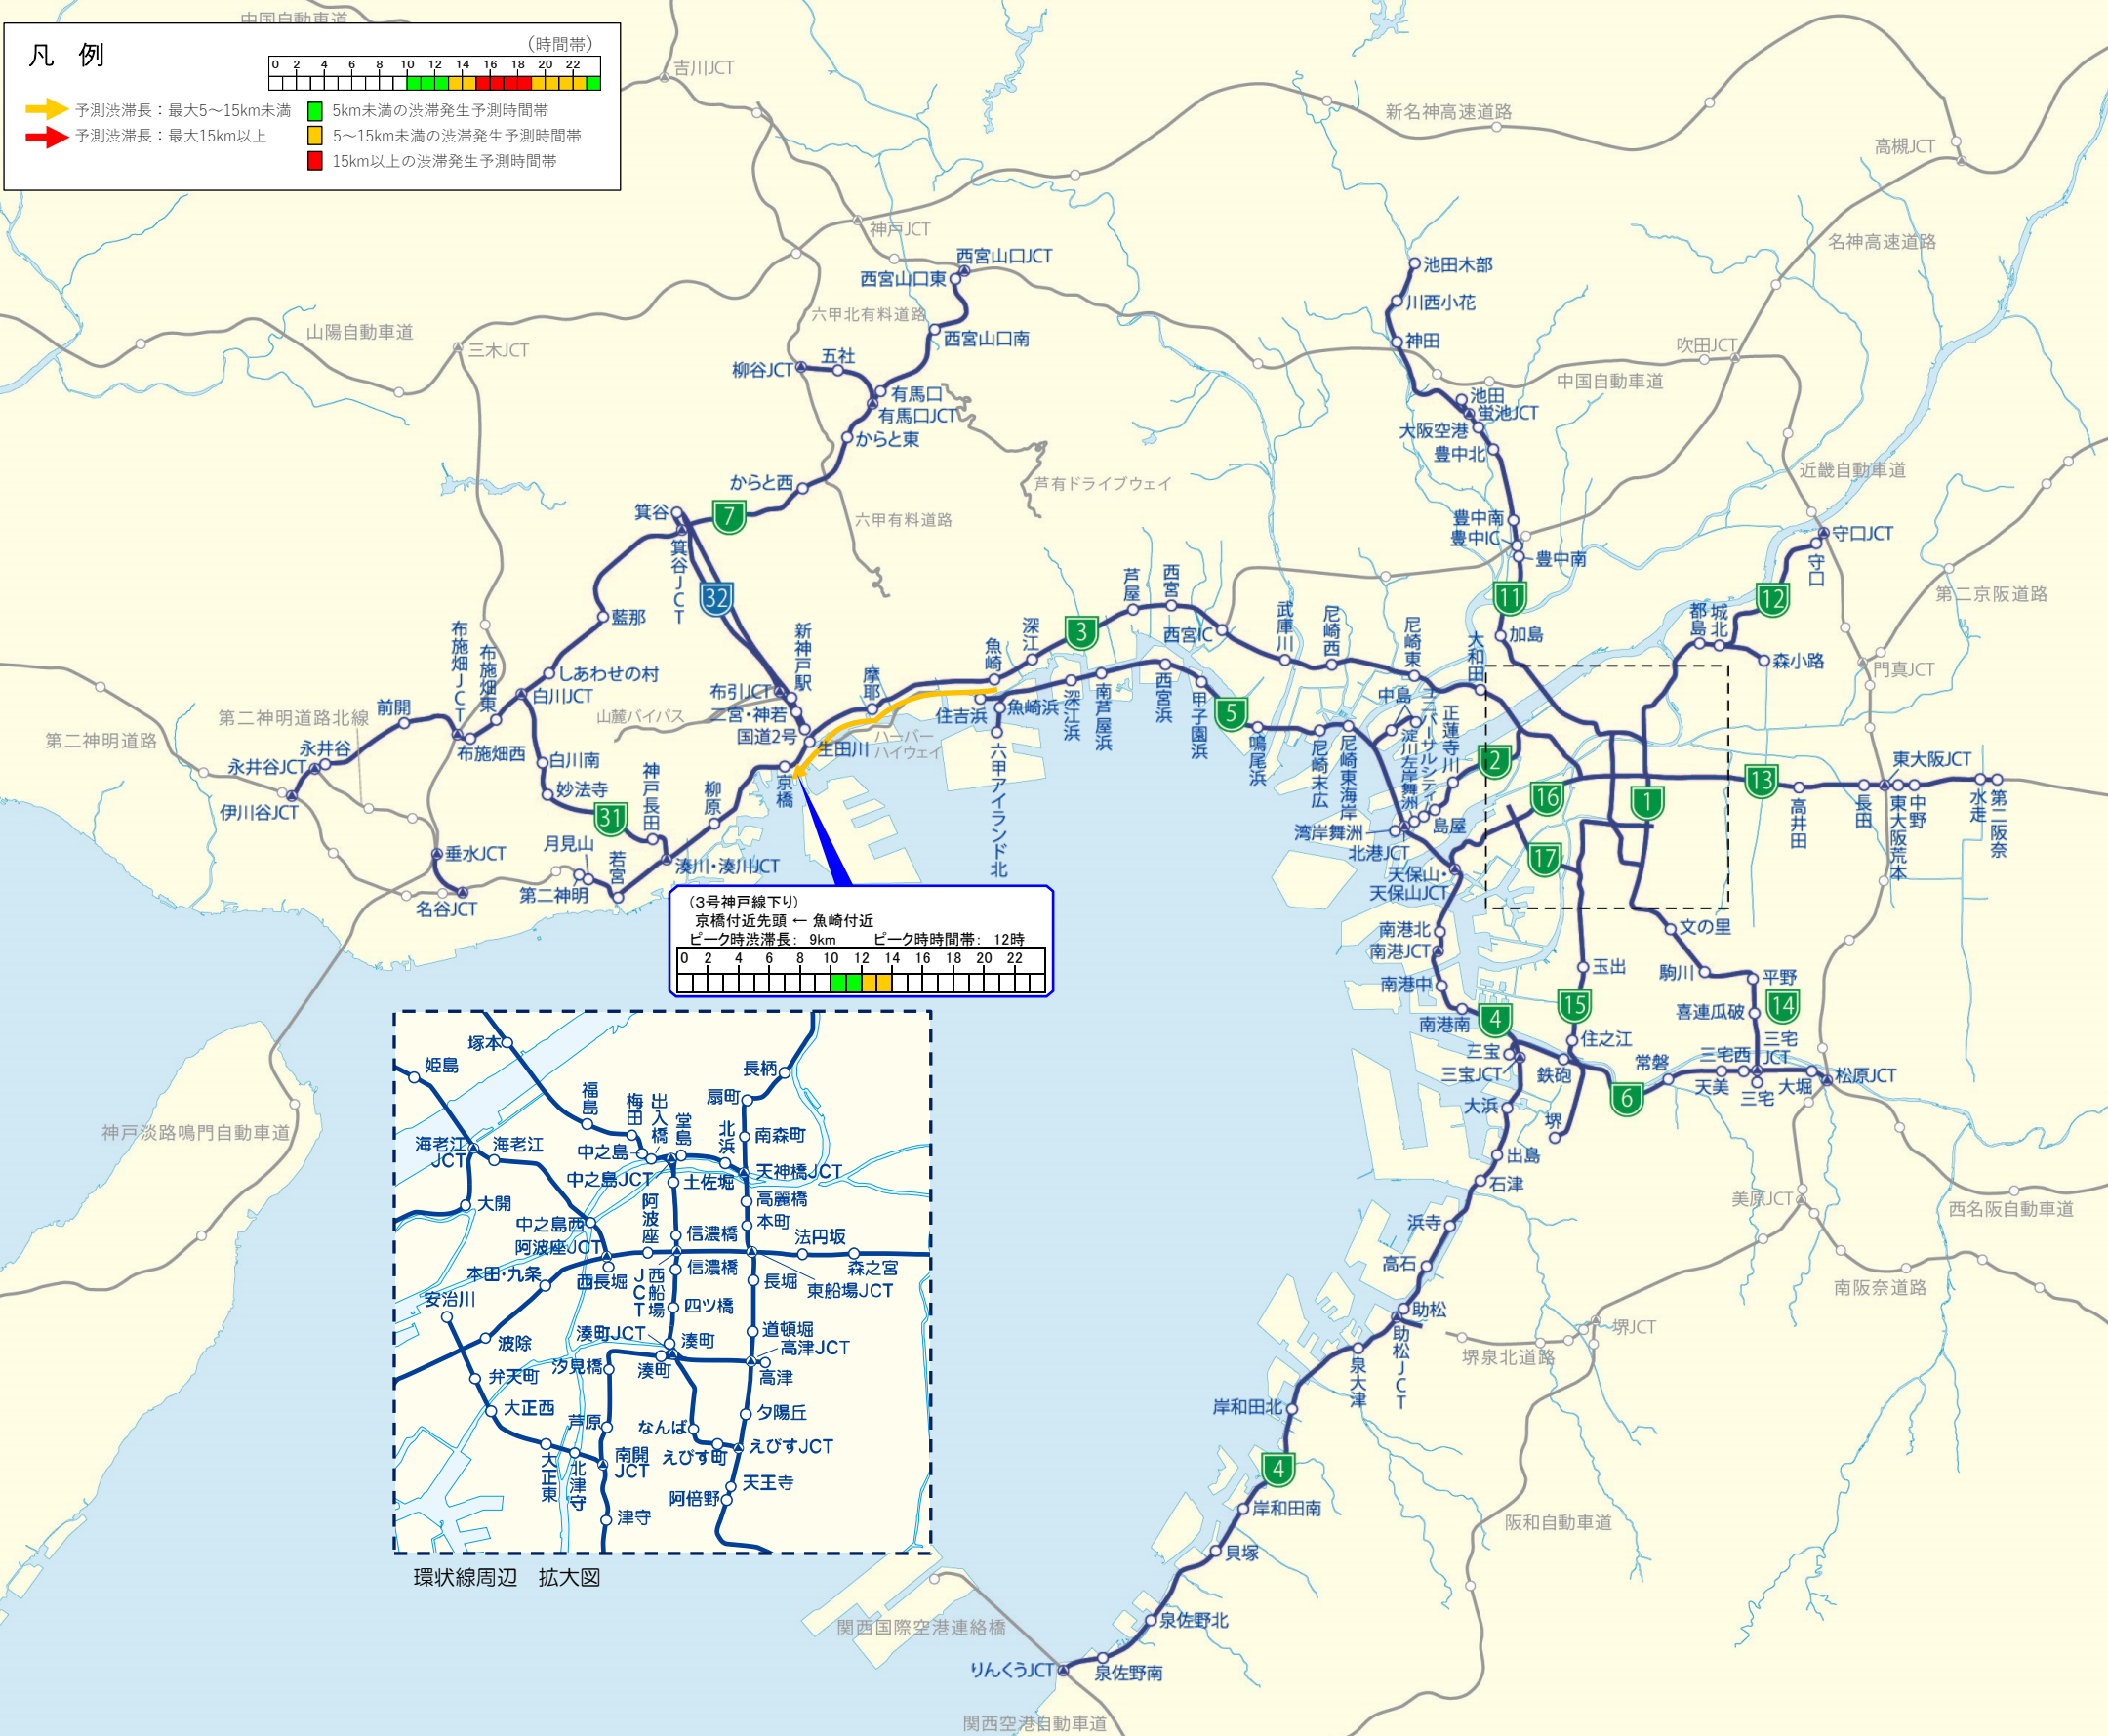 中国自動車道
凡 例
(時間帯)
0 2 4 6 8 10 12 14 16 18 20 22
予測渋滞長：最大5～15km未満
5km未満の渋滞発生予測時間帯
予測渋滞長：最大15km以上
5～15km未満の渋滞発生予測時間帯
15km以上の渋滞発生予測時間帯
吉川JCT
新名神高速道路
高槻JCT
神戸JCT
名神高速道路
西宮山口JCT
西宮山口東
池田木部
川西小花
六甲北有料道路
山陽自動車道
三木JCT
西宮山口南
神田
吹田JCT
中国自動車道
柳谷JCT
五社
有馬口
有馬口JCT
池田
蛍池JCT
大阪空港
からと東
豊中北
近畿自動車道
からと西
芦有ドライブウェイ
箕谷
7
六甲有料道路
豊中南
豊中IC
豊中南
守口JCT
守口
箕谷JCT
32
11
12
第二京阪道路
藍那
芦屋
西宮
3
深江
魚崎
西宮IC
武庫川
尼崎西
尼崎東
大和田
加島
都島
城北
森小路
門真JCT
布施畑JCT
布施畑東
しあわせの村
白川JCT
新神戸駅
布引JCT
二宮・神若
国道2号
生田川
摩耶
山麓バイパス
ハーバー
ハイウェイ
住吉浜
魚崎浜
六甲アイランド北
深江浜
南芦屋浜
西宮浜
甲子園浜
5
鳴尾浜
尼崎末広
尼崎東海岸
中島
淀川左岸舞洲
ユニバーサルシティ
正蓮寺川
2
前開
第二神明道路北線
第二神明道路
永井谷
永井谷JCT
伊川谷JCT
布施畑西
白川南
妙法寺
31
神戸長田
柳原
京橋
湾岸舞洲
島屋
北港JCT
16
1
13
17
高井田
長田
東大阪JCT
東大阪荒本
中野
水走
第二阪奈
垂水JCT
名谷JCT
月見山
第二神明
若宮
湊川・湊川JCT
天保山・
天保山JCT
(3号神戸線下り)
京橋付近先頭 ← 魚崎付近
ピーク時渋滞長： 9km ピーク時時間帯： 12時
0 2 4 6 8 10 12 14 16 18 20 22
南港北
南港JCT
南港中
南港南
4
文の里
駒川
平野
14
喜連瓜破
玉出
15
住之江
三宝
三宝JCT
鉄砲
常磐
三宅西
三宅
JCT
天美
三宅
大堀
松原JCT
6
大浜
堺
出島
石津
浜寺
高石
助松
助松JCT
泉大津
美原JCT
西名阪自動車道
南阪奈道路
堺JCT
堺泉北道路
岸和田北
4
岸和田南
貝塚
阪和自動車道
泉佐野北
泉佐野南
りんくうJCT
関西国際空港連絡橋
関西空港自動車道
神戸淡路鳴門自動車道
塚本
姫島
福島
梅田
出入橋
堂島
長柄
扇町
北浜
南森町
海老江
JCT
海老江
中之島
中之島JCT
土佐堀
天神橋JCT
高麗橋
大開
中之島西
阿波座
信濃橋
本町
法円坂
阿波座JCT
本田・九条
西長堀
西船場JCT
信濃橋
長堀
東船場JCT
森之宮
安治川
四ツ橋
波除
湊町JCT
湊町
道頓堀
高津JCT
汐見橋
湊町
高津
弁天町
大正西
芦原
なんば
夕陽丘
えびす町
えびすJCT
大正東
北津守
南開
JCT
天王寺
阿倍野
津守
環状線周辺 拡大図